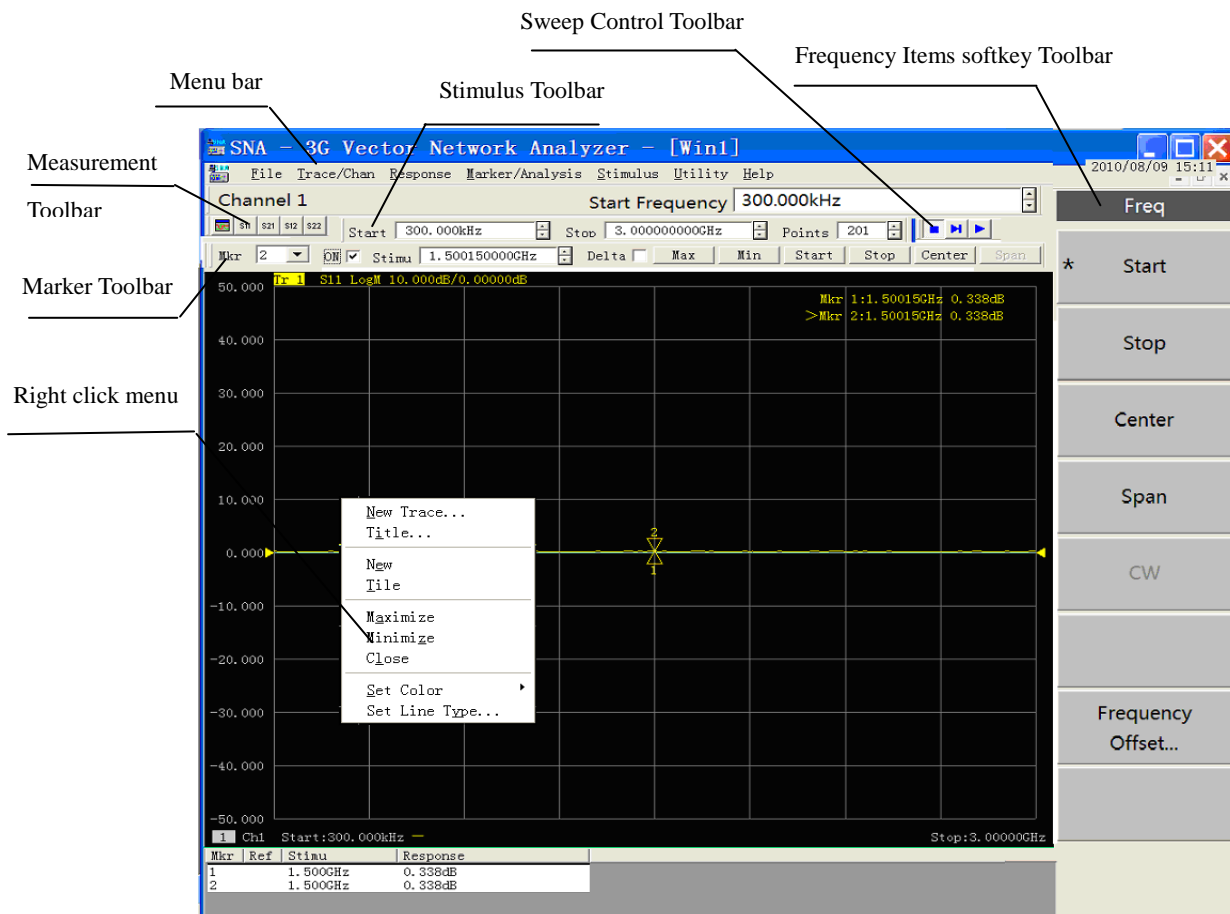 Sweep Control Toolbar
Frequency Items softkey Toolbar
Menu bar
Stimulus Toolbar
Measurement
Toolbar
Marker Toolbar
Right click menu
SNA - 3G Vector Network Analyzer - [Win1]
File Trace/Chan Response Marker/Analysis Stimulus Utility Help
2010/08/09 15:11
Channel 1 Start Frequency 300.000kHz
S11 S21 S12 S22 Start 300.000kHz Stop 3.000000000GHz Points 201
Mkr 2 ON Stimu 1.500150000GHz Delta Max Min Start Stop Center Span
Tr 1 S11 LogM 10.000dB/0.00000dB
Mkr 1:1.50015GHz 0.338dB
>Mkr 2:1.50015GHz 0.338dB
50.000
40.000
30.000
20.000
10.000
0.000
-10.000
-20.000
-30.000
-40.000
-50.000
2
1
New Trace...
Title...
New
Tile
Maximize
Minimize
Close
Set Color
Set Line Type...
1 Ch1 Start:300.000kHz Stop:3.00000GHz
Mkr Ref Stimu Response
1 1.500GHz 0.338dB
2 1.500GHz 0.338dB
Freq
* Start
Stop
Center
Span
CW
Frequency
Offset...